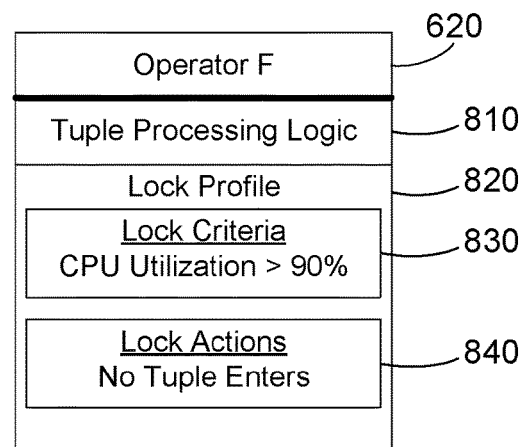 620
Operator F
Tuple Processing Logic
810
Lock Profile
820
Lock Criteria
830
CPU Utilization > 90%
Lock Actions
840
No Tuple Enters